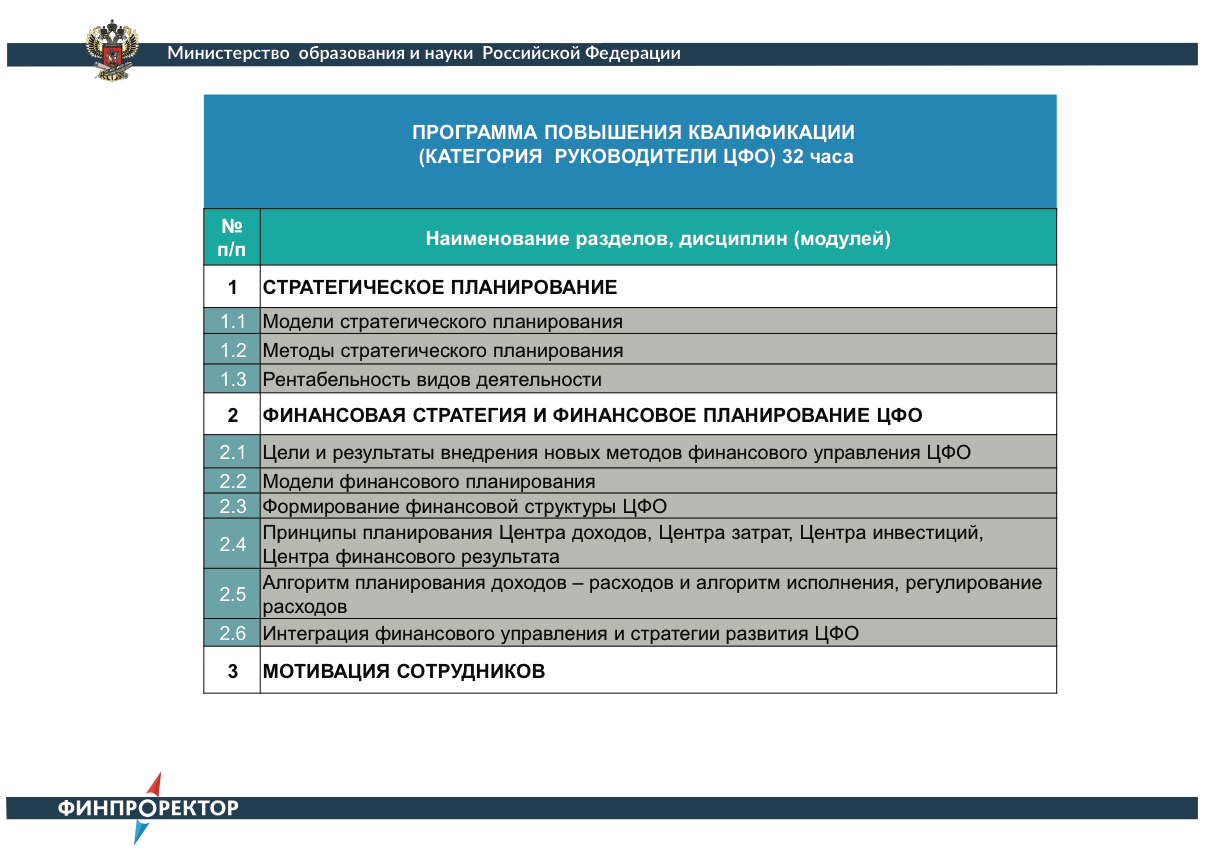 Министерство образования и науки Российской Федерации
ПРОГРАММА ПОВЫШЕНИЯ КВАЛИФИКАЦИИ
(КАТЕГОРИЯ РУКОВОДИТЕЛИ ЦФО) 32 часа
№ п/п
Наименование разделов, дисциплин (модулей)
1 СТРАТЕГИЧЕСКОЕ ПЛАНИРОВАНИЕ
1.1 Модели стратегического планирования
1.2 Методы стратегического планирования
1.3 Рентабельность видов деятельности
2 ФИНАНСОВАЯ СТРАТЕГИЯ И ФИНАНСОВОЕ ПЛАНИРОВАНИЕ ЦФО
2.1 Цели и результаты внедрения новых методов финансового управления ЦФО
2.2 Модели финансового планирования
2.3 Формирование финансовой структуры ЦФО
2.4 Принципы планирования Центра доходов, Центра затрат, Центра инвестиций,
Центра финансового результата
2.5 Алгоритм планирования доходов – расходов и алгоритм исполнения, регулирование
расходов
2.6 Интеграция финансового управления и стратегии развития ЦФО
3 МОТИВАЦИЯ СОТРУДНИКОВ
ФИНПРОРЕКТОР